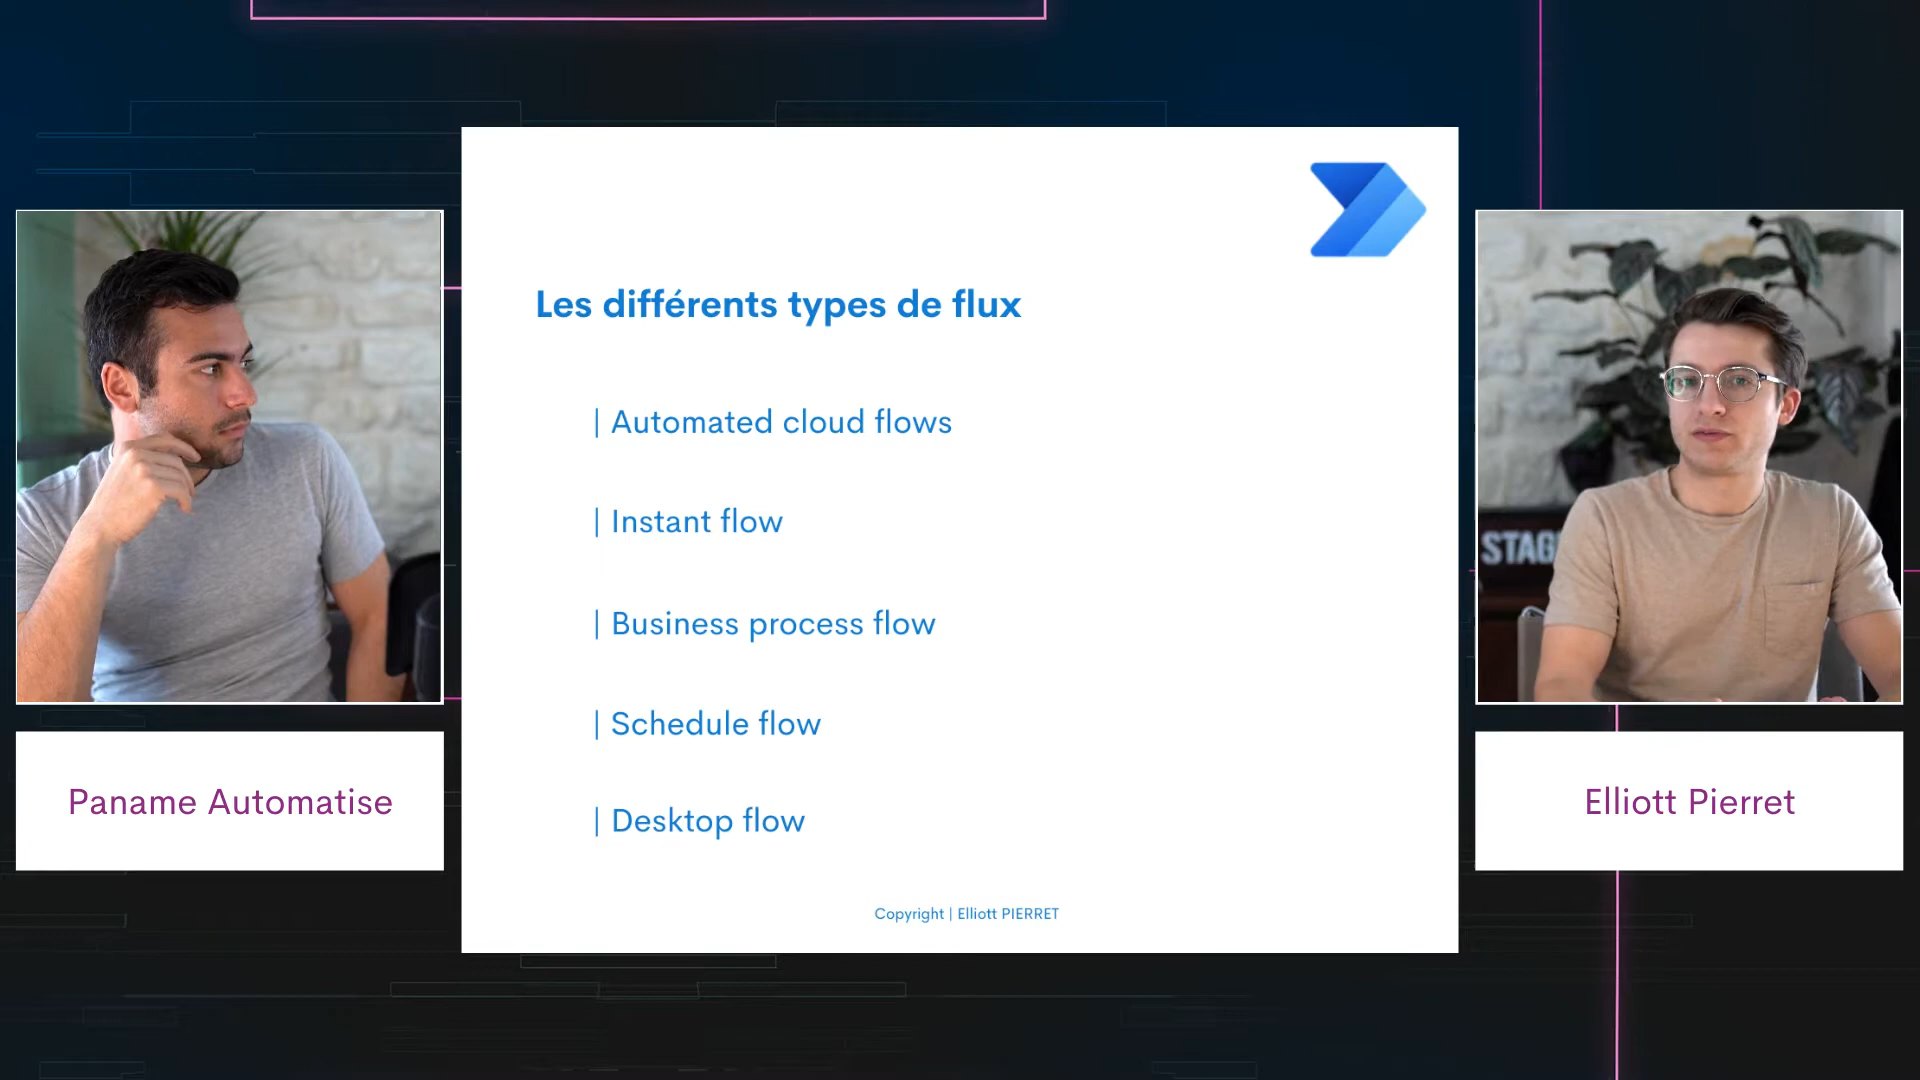 Les différents types de flux
| Automated cloud flows
| Instant flow
| Business process flow
| Schedule flow
| Desktop flow
Copyright | Elliott PIERRET
Paname Automatise
STAG
Elliott Pierret